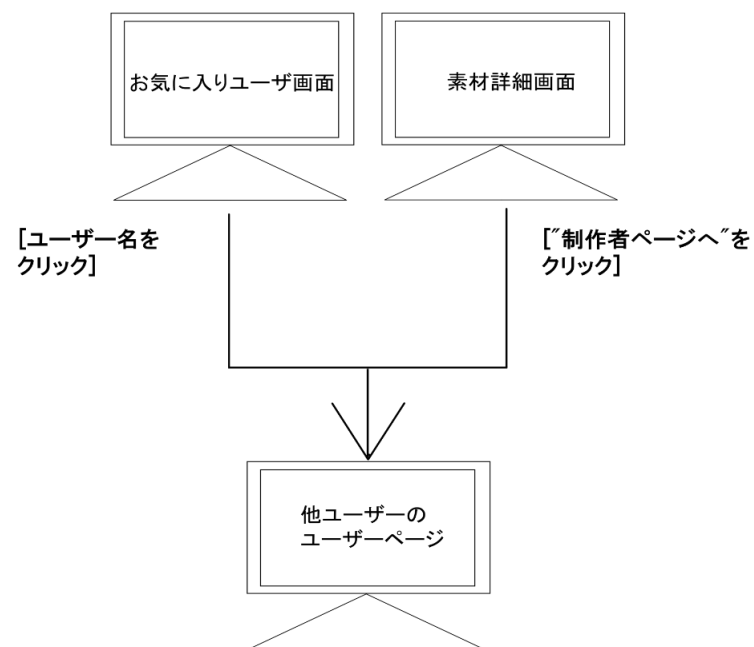 お気に入りユーザ画面
素材詳細画面
[ユーザー名を
クリック]
["制作者ページへ"を
クリック]
他ユーザーの
ユーザーページ